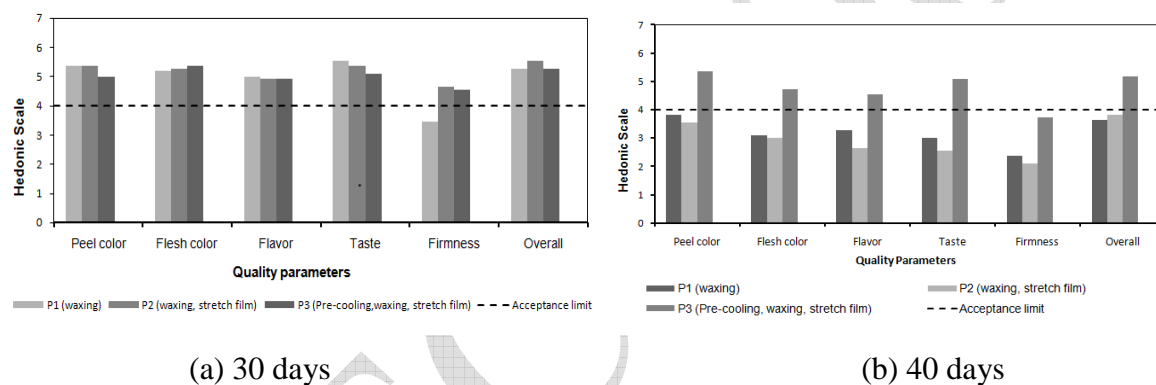 7
6
5
4
3
2
1
0
Hedonic Scale
Peel color Flesh color Flavor Taste Firmness Overall
Quality parameters
P1 (waxing) P2 (waxing, stretch film) P3 (Pre-cooling,waxing, stretch film) Acceptance limit
(a) 30 days
7
6
5
4
3
2
1
0
Hedonic Scale
Peel color Flesh color Flavor Taste Firmness Overall
Quality Parameters
P1 (waxing) P2 (waxing, stretch film)
P3 (Pre-cooling, waxing, stretch film) Acceptance limit
(b) 40 days